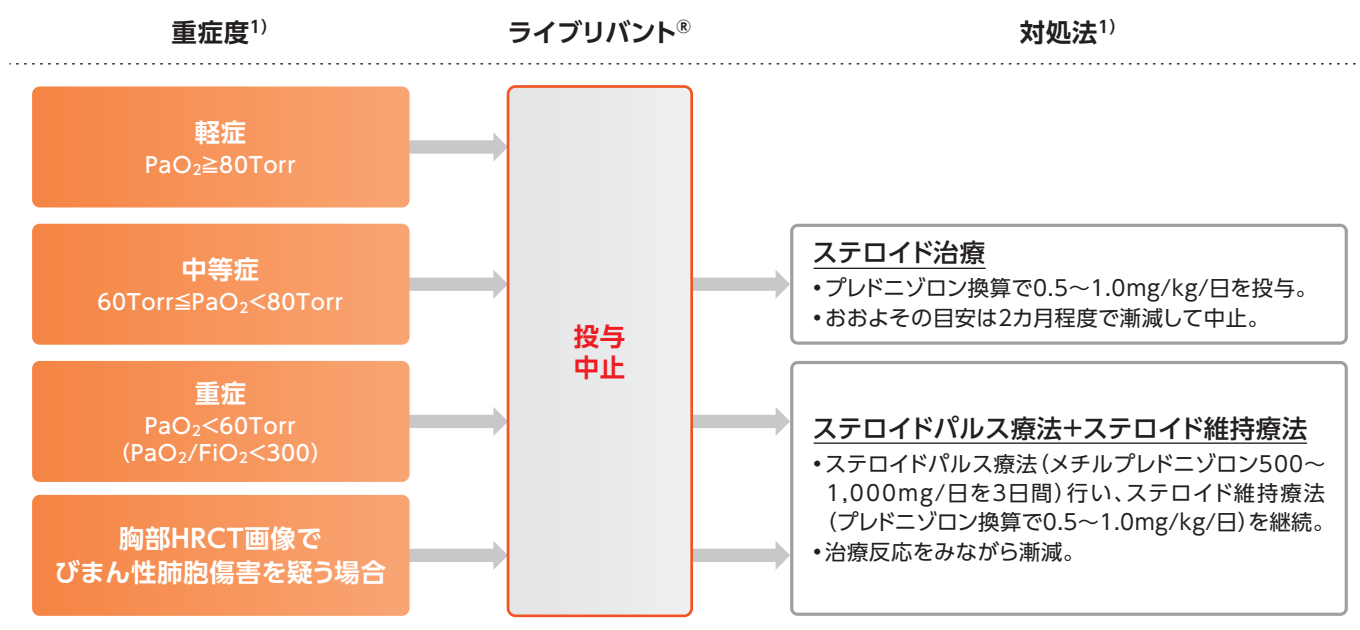 重症度1)
ライブリバント®
対処法1)
軽症
PaO₂≧80Torr
中等症
60Torr≦PaO₂<80Torr
重症
PaO₂<60Torr
(PaO₂/FiO₂<300)
胸部HRCT画像で
びまん性肺胞傷害を疑う場合
投与
中止
ステロイド治療
•プレドニゾロン換算で0.5～1.0mg/kg/日を投与。
•おおよその目安は2カ月程度で漸減して中止。
ステロイドパルス療法+ステロイド維持療法
•ステロイドパルス療法(メチルプレドニゾロン500～
1,000mg/日を3日間)行い、ステロイド維持療法
(プレドニゾロン換算で0.5～1.0mg/kg/日)を継続。
•治療反応をみながら漸減。